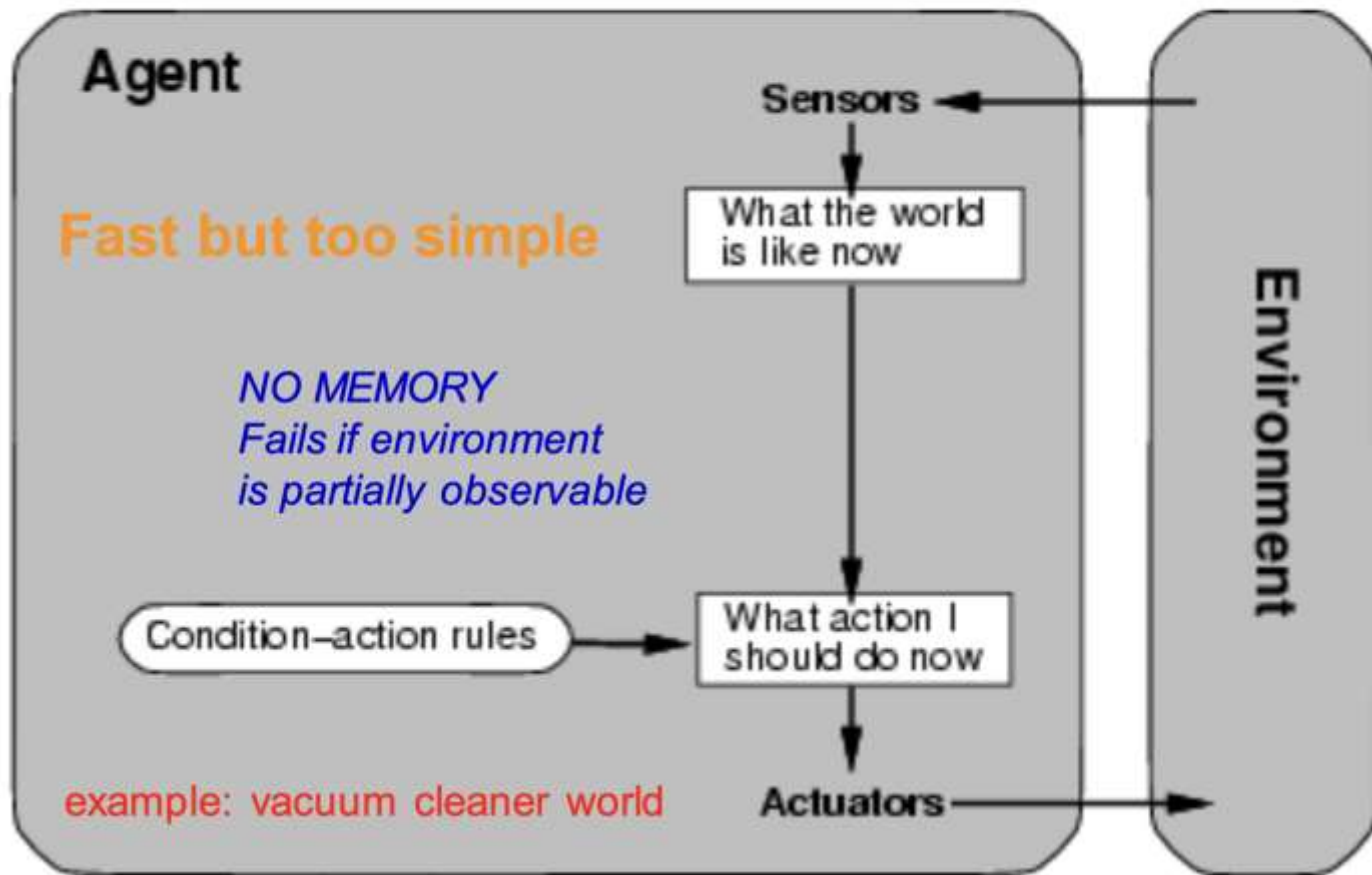 Agent
Sensors
Fast but too simple
What the world
is like now
NO MEMORY
Fails if environment
is partially observable
Environment
Condition–action rules
What action I
should do now
example: vacuum cleaner world
Actuators